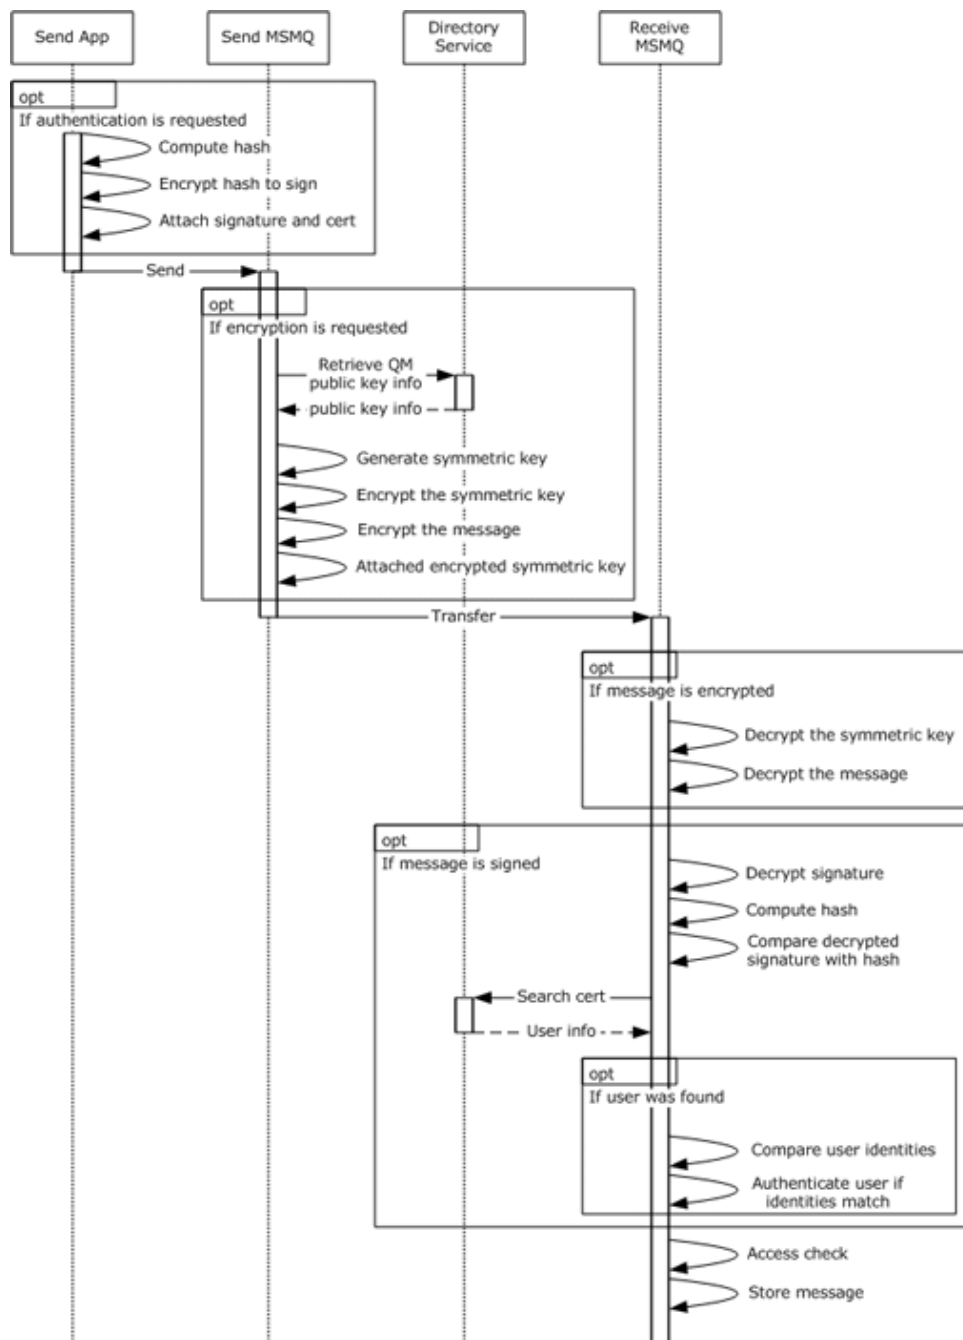 Send App
Send MSMQ
Directory
Service
Receive
MSMQ
opt
If authentication is requested
Compute hash
Encrypt hash to sign
Attach signature and cert
Send
opt
If encryption is requested
Retrieve QM
public key info
public key info
Generate symmetric key
Encrypt the symmetric key
Encrypt the message
Attached encrypted symmetric key
Transfer
opt
If message is encrypted
Decrypt the symmetric key
Decrypt the message
opt
If message is signed
Decrypt signature
Compute hash
Compare decrypted
signature with hash
Search cert
User info
opt
If user was found
Compare user identities
Authenticate user if
identities match
Access check
Store message